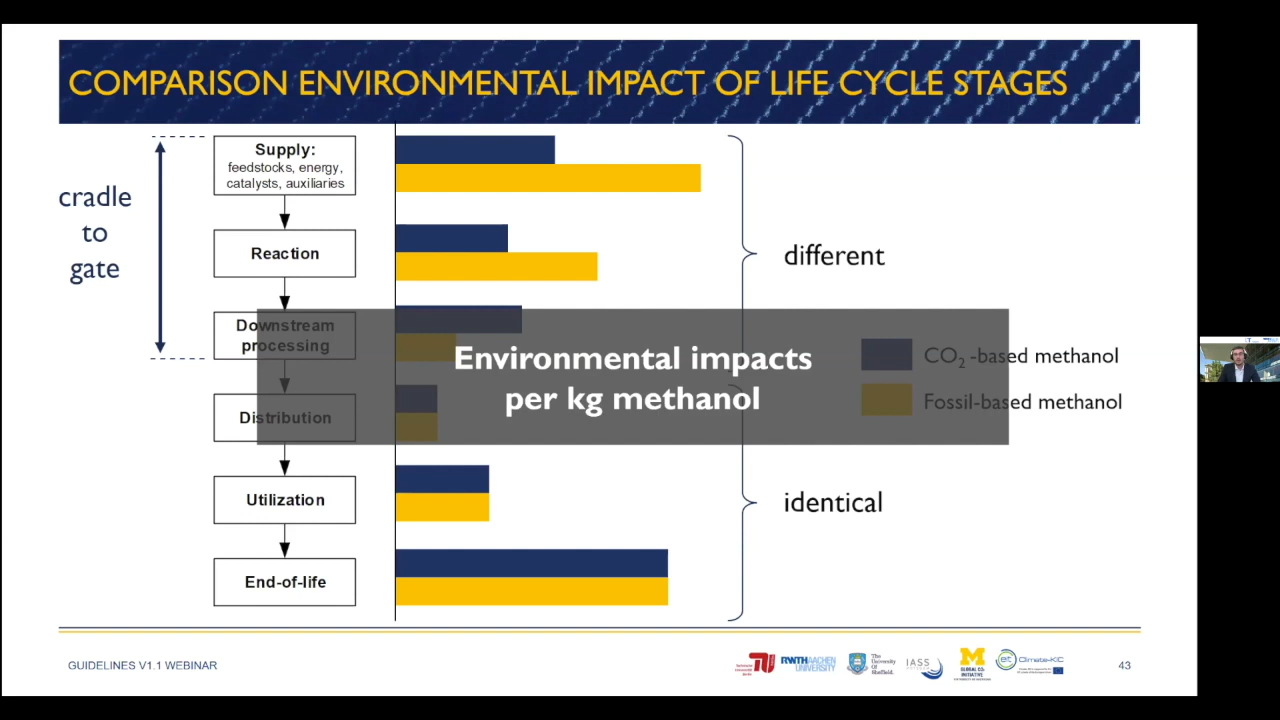 COMPARISON ENVIRONMENTAL IMPACT OF LIFE CYCLE STAGES
cradle
to
gate
Supply:
feedstocks, energy,
catalysts, auxiliaries
Reaction
Downstream
processing
Distribution
Utilization
End-of-life
Environmental impacts
per kg methanol
different
CO₂ -based methanol
Fossil-based methanol
identical
GUIDELINES V1.1 WEBINAR
RWTH AACHEN
UNIVERSITY
The
University
Of
Sheffield
IASS
M
GLOBAL CO₂
INITIATIVE
et Climate-KIC
43